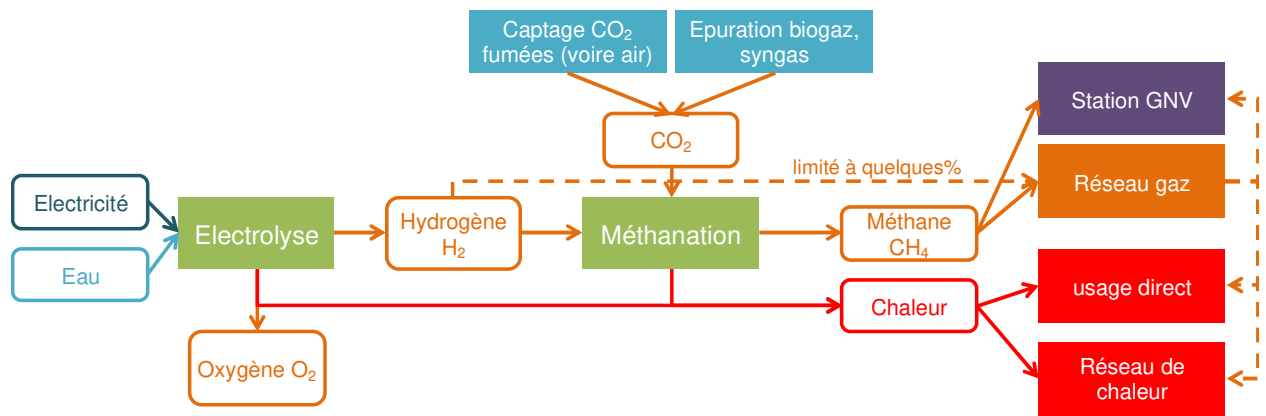 Captage CO₂
fumées (voire air)
Epuration biogaz,
syngas
Station GNV
CO₂
limité à quelques%
Réseau gaz
Electricité
Electrolyse
Hydrogène
H₂
Méthanation
Méthane
CH₄
Eau
Chaleur
usage direct
Oxygène O₂
Réseau de
chaleur